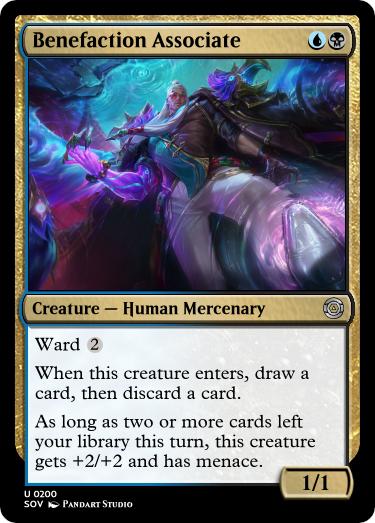 Benefaction Associate
Creature — Human Mercenary
Ward 2
When this creature enters, draw a
card, then discard a card.
As long as two or more cards left
your library this turn, this creature
gets +2/+2 and has menace.
1/1
U 0200
SOV Pandart Studio